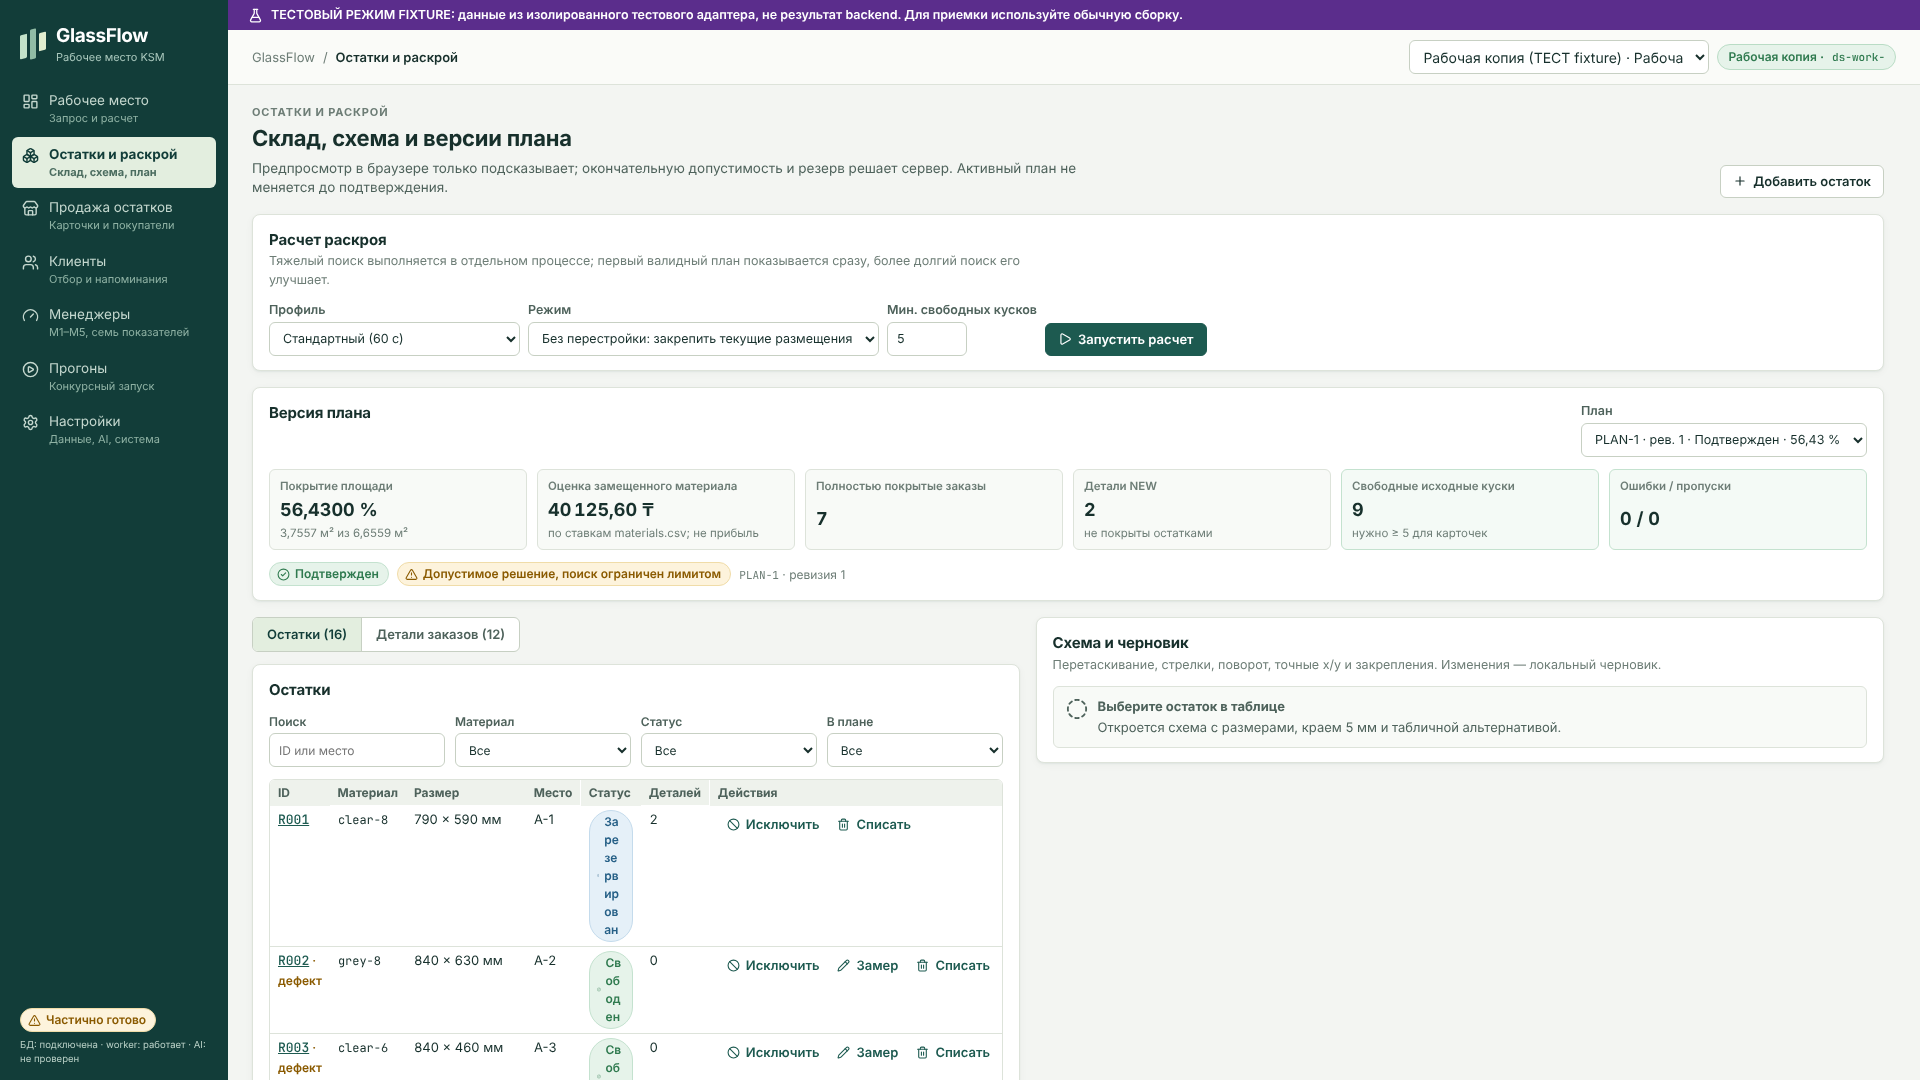 GlassFlow
Рабочее место KSM
Рабочее место
Запрос и расчет
Остатки и раскрой
Склад, схема, план
Продажа остатков
Карточки и покупатели
Клиенты
Отбор и напоминания
Менеджеры
M1–M5, семь показателей
Прогоны
Конкурсный запуск
Настройки
Данные, AI, система
Частично готово
БД: подключена · worker: работает · AI:
не проверен
ТЕСТОВЫЙ РЕЖИМ FIXTURE: данные из изолированного тестового адаптера, не результат backend. Для приемки используйте обычную сборку.
GlassFlow / Остатки и раскрой
Рабочая копия (ТЕСТ fixture) · Рабоча
Рабочая копия · ds-work-
ОСТАТКИ И РАСКРОЙ
Склад, схема и версии плана
Предпросмотр в браузере только подсказывает; окончательную допустимость и резерв решает сервер. Активный план не
меняется до подтверждения.
Добавить остаток
Расчет раскроя
Тяжелый поиск выполняется в отдельном процессе; первый валидный план показывается сразу, более долгий поиск его
улучшает.
Профиль Режим Мин. свободных кусков
Стандартный (60 с) Без перестройки: закрепить текущие размещения 5 Запустить расчет
Версия плана
План
PLAN-1 · рев. 1 · Подтвержден · 56,43 %
Покрытие площади
56,4300 %
3,7557 м² из 6,6559 м²
Оценка замещенного материала
40 125,60 ₸
по ставкам materials.csv; не прибыль
Полностью покрытые заказы
7
Детали NEW
2
не покрыты остатками
Свободные исходные куски
9
нужно ≥ 5 для карточек
Ошибки / пропуски
0 / 0
Подтвержден Допустимое решение, поиск ограничен лимитом PLAN-1 · ревизия 1
Остатки (16) Детали заказов (12)
Остатки
Поиск Материал Статус В плане
ID или место Все Все Все
ID Материал Размер Место Статус Деталей Действия
R001 clear-8 790 × 590 мм A-1
За
ре
зе
рв
ир
ов
ан
2 Исключить Списать
R002 ·
дефект
grey-8 840 × 630 мм A-2
Св
об
од
ен
0 Исключить Замер Списать
R003 ·
дефект
clear-6 840 × 460 мм A-3
Св
об
0 Исключить Замер Списать
Схема и черновик
Перетаскивание, стрелки, поворот, точные x/y и закрепления. Изменения — локальный черновик.
Выберите остаток в таблице
Откроется схема с размерами, краем 5 мм и табличной альтернативой.